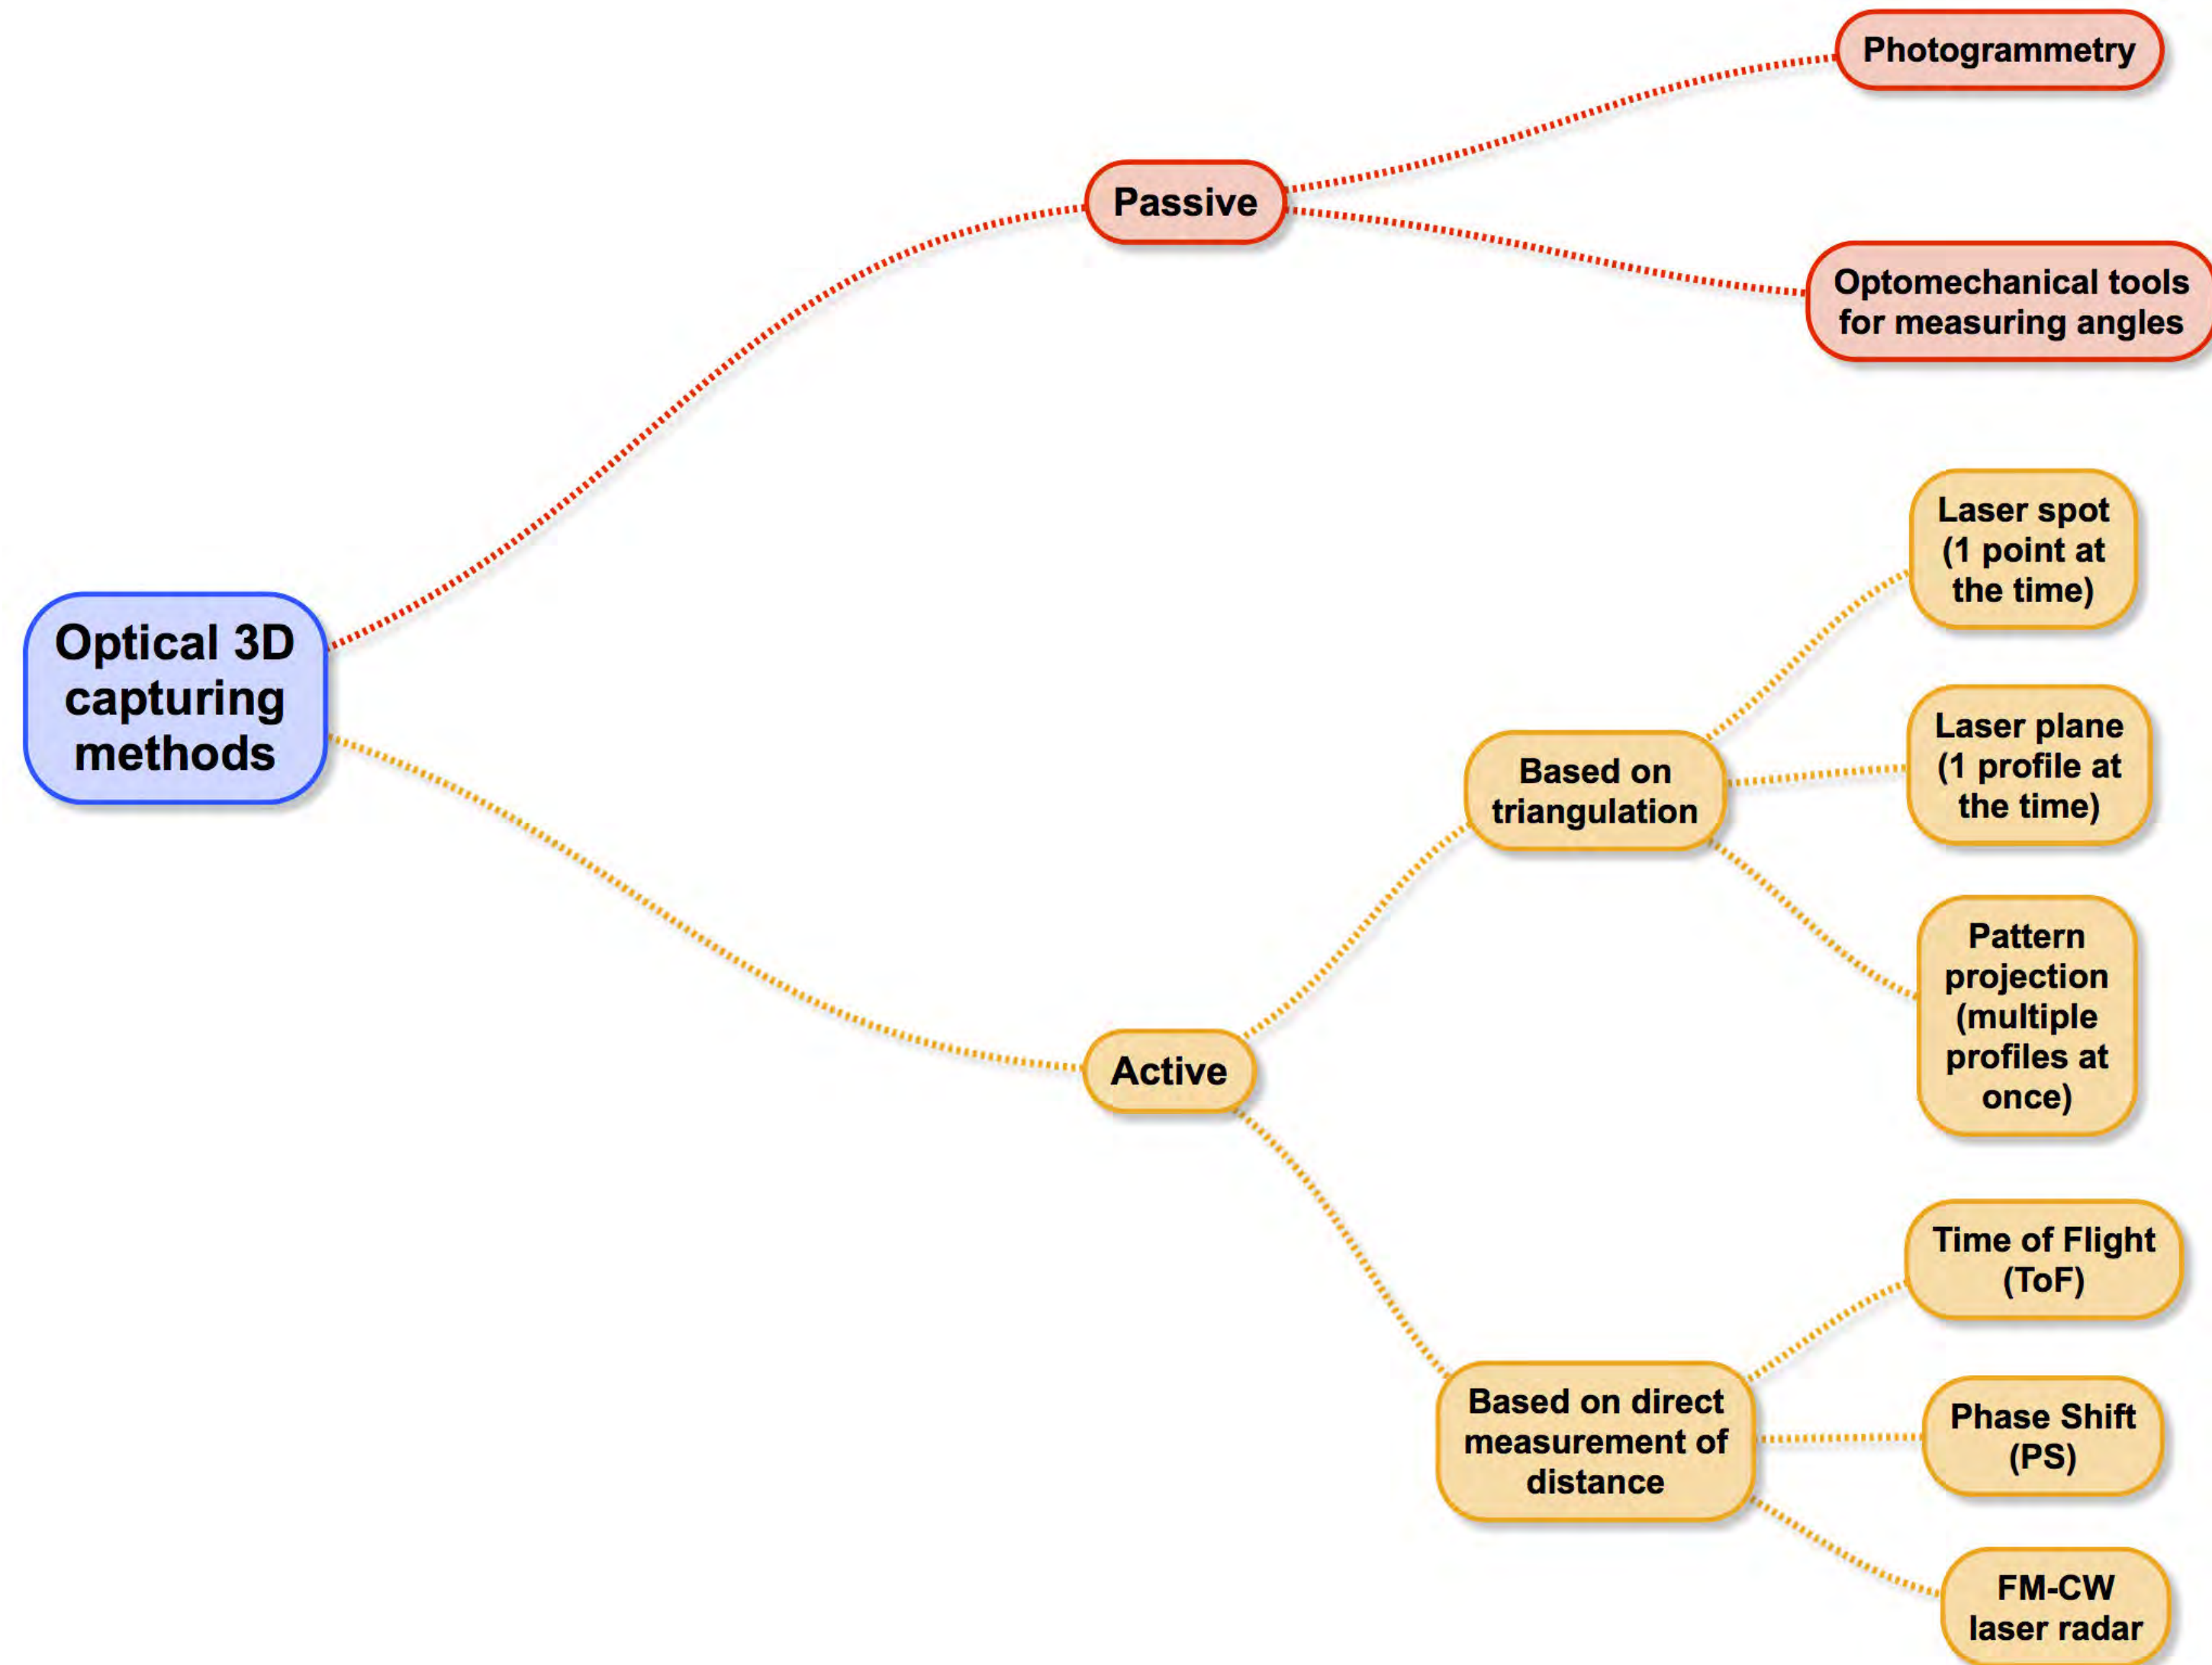 Photogrammetry
Passive
Optomechanical tools
for measuring angles
Optical 3D
capturing
methods
Laser spot
(1 point at
the time)
Laser plane
(1 profile at
the time)
Based on
triangulation
Pattern
projection
(multiple
profiles at
once)
Active
Time of Flight
(ToF)
Based on direct
measurement of
distance
Phase Shift
(PS)
FM-CW
laser radar